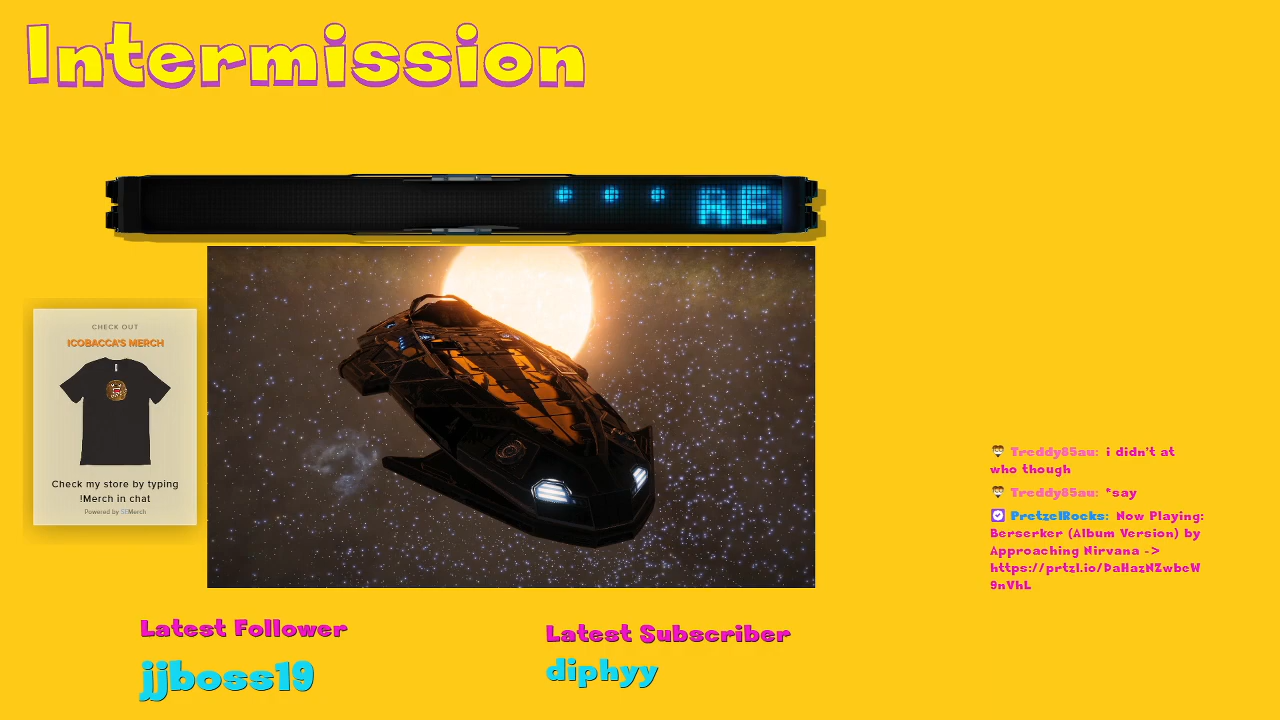 Intermission
. . . RE
CHECK OUT
ICOBACCA'S MERCH
Check my store by typing
!Merch in chat
Powered by SEMerch
Treddy85au: i didn't at
who though
Treddy85au: *say
PretzelRocks: Now Playing:
Berserker (Album Version) by
Approaching Nirvana ->
https://prtzl.io/DaHazNZwbcW
9nVhL
Latest Follower
Latest Subscriber
jjboss19
diphyy